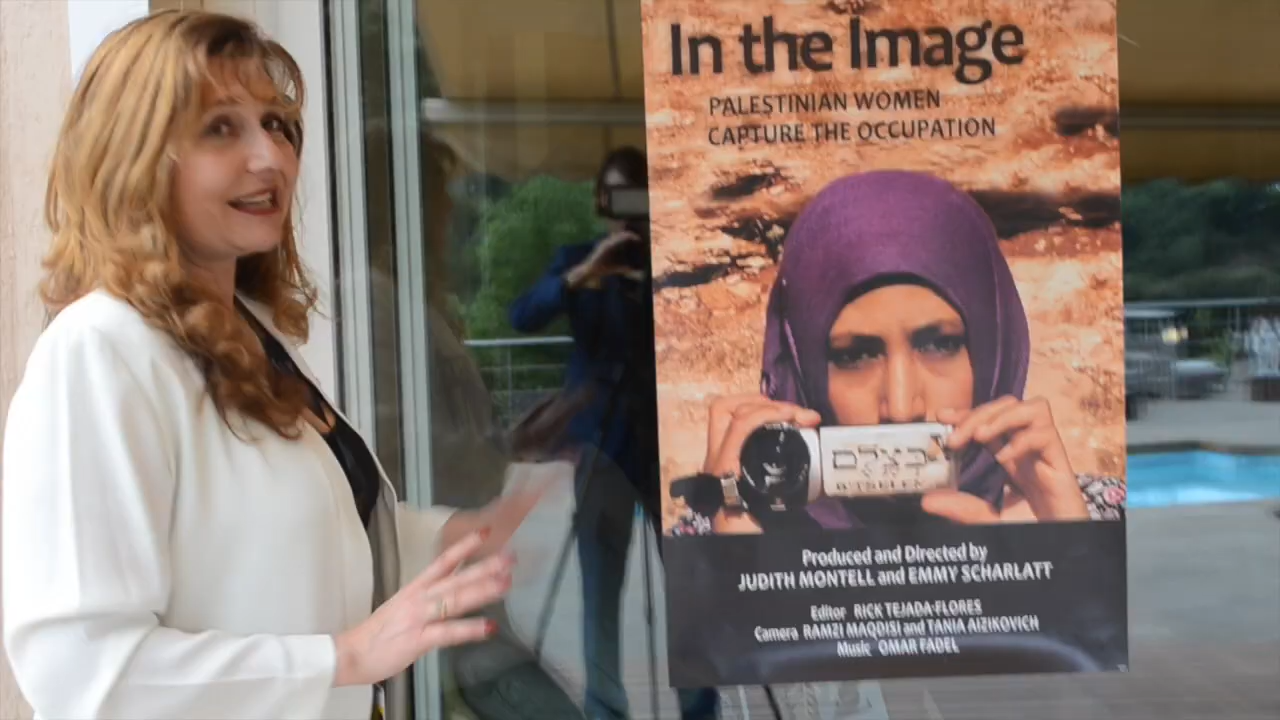 In the Image
PALESTINIAN WOMEN
CAPTURE THE OCCUPATION
בצלם
B'TSELEM
Produced and Directed by
JUDITH MONTELL and EMMY SCHARLATT
Editor RICK TEJADA-FLORES
Camera RAMZI MAQDISI and TANIA AIZIKOVICH
Music OMAR FADEL